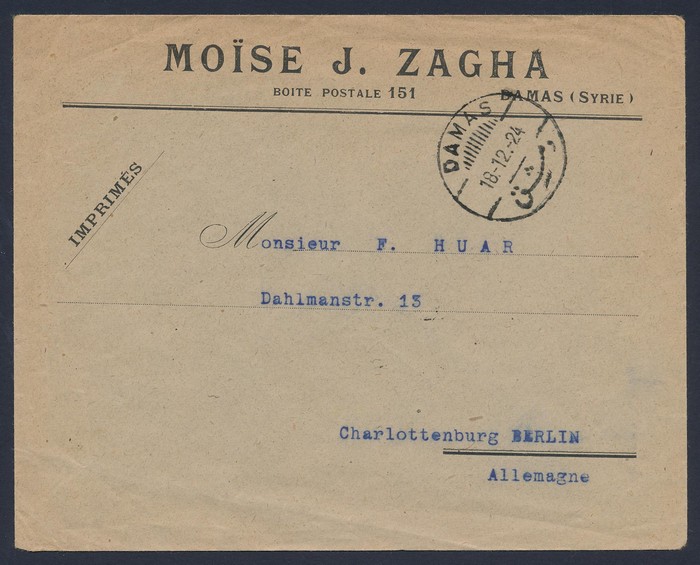 MOÏSE J. ZAGHA
BOITE POSTALE 151 DAMAS (SYRIE)
DAMAS
18-12.-24
دمشق
IMPRIMÉS
Monsieur F. HUAR
Dahlmanstr. 13
Charlottenburg BERLIN
Allemagne